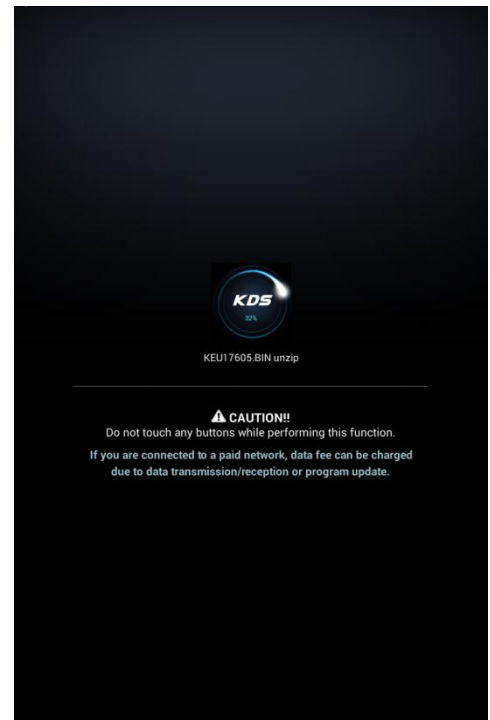 KDS
32%
KEU17605.BIN unzip
CAUTION!!
Do not touch any buttons while performing this function.
If you are connected to a paid network, data fee can be charged
due to data transmission/reception or program update.